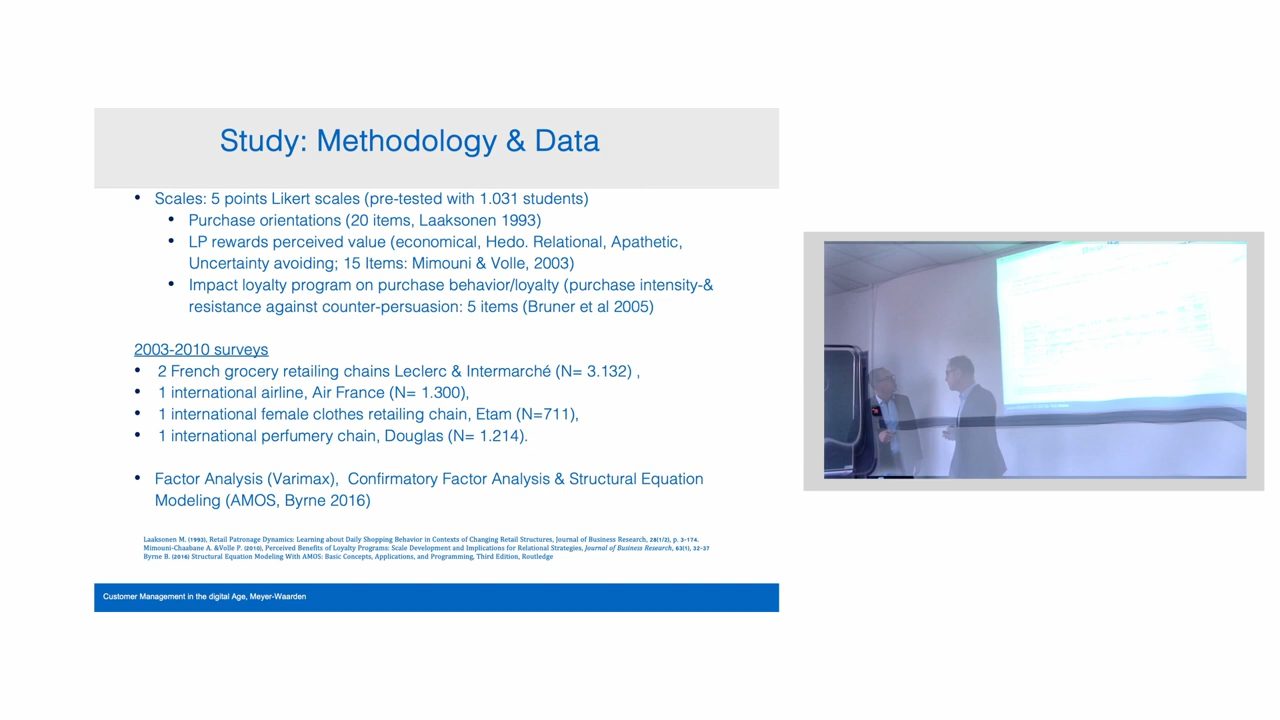 Study: Methodology & Data
• Scales: 5 points Likert scales (pre-tested with 1.031 students)
• Purchase orientations (20 items, Laaksonen 1993)
• LP rewards perceived value (economical, Hedo. Relational, Apathetic,
Uncertainty avoiding; 15 Items: Mimouni & Volle, 2003)
• Impact loyalty program on purchase behavior/loyalty (purchase intensity-&
resistance against counter-persuasion: 5 items (Bruner et al 2005)
2003-2010 surveys
• 2 French grocery retailing chains Leclerc & Intermarché (N= 3.132) ,
• 1 international airline, Air France (N= 1.300),
• 1 international female clothes retailing chain, Etam (N=711),
• 1 international perfumery chain, Douglas (N= 1.214).
• Factor Analysis (Varimax), Confirmatory Factor Analysis & Structural Equation
Modeling (AMOS, Byrne 2016)
Laaksonen M. (1993), Retail Patronage Dynamics: Learning about Daily Shopping Behavior in Contexts of Changing Retail Structures, Journal of Business Research, 28(1/2), p. 3-174.
Mimouni-Chaabane A. &Volle P. (2010), Perceived Benefits of Loyalty Programs: Scale Development and Implications for Relational Strategies, Journal of Business Research, 63(1), 32-37
Byrne B. (2016) Structural Equation Modeling With AMOS: Basic Concepts, Applications, and Programming, Third Edition, Routledge
Customer Management in the digital Age, Meyer-Waarden